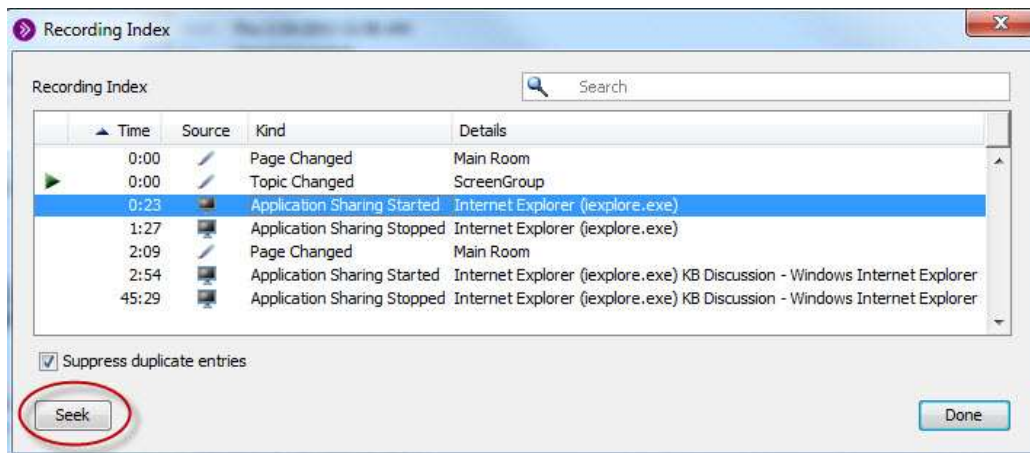 Recording Index
Recording Index Search
Time Source Kind Details
0:00 Page Changed Main Room
0:00 Topic Changed ScreenGroup
0:23 Application Sharing Started Internet Explorer (iexplore.exe)
1:27 Application Sharing Stopped Internet Explorer (iexplore.exe)
2:09 Page Changed Main Room
2:54 Application Sharing Started Internet Explorer (iexplore.exe) KB Discussion - Windows Internet Explorer
45:29 Application Sharing Stopped Internet Explorer (iexplore.exe) KB Discussion - Windows Internet Explorer
Suppress duplicate entries
Seek Done